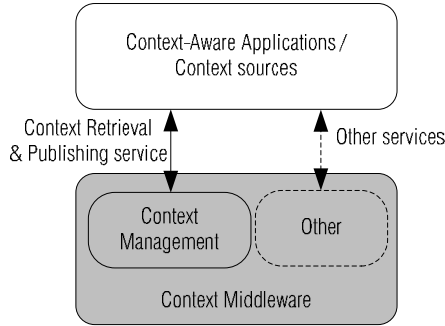 Context-Aware Applications /
Context sources
Context Retrieval
& Publishing service
Other services
Context
Management
Other
Context Middleware